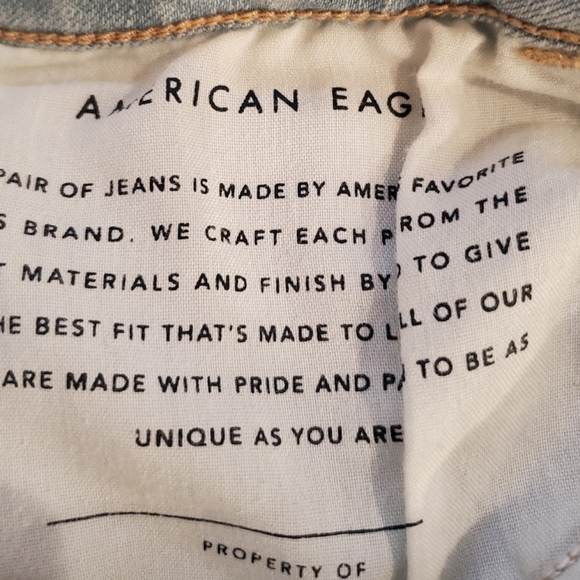 AMERICAN EAG
PAIR OF JEANS IS MADE BY AMER FAVORITE
S BRAND. WE CRAFT EACH P ROM THE
T MATERIALS AND FINISH BY TO GIVE
HE BEST FIT THAT'S MADE TO L LL OF OUR
ARE MADE WITH PRIDE AND PA TO BE AS
UNIQUE AS YOU ARE
PROPERTY OF